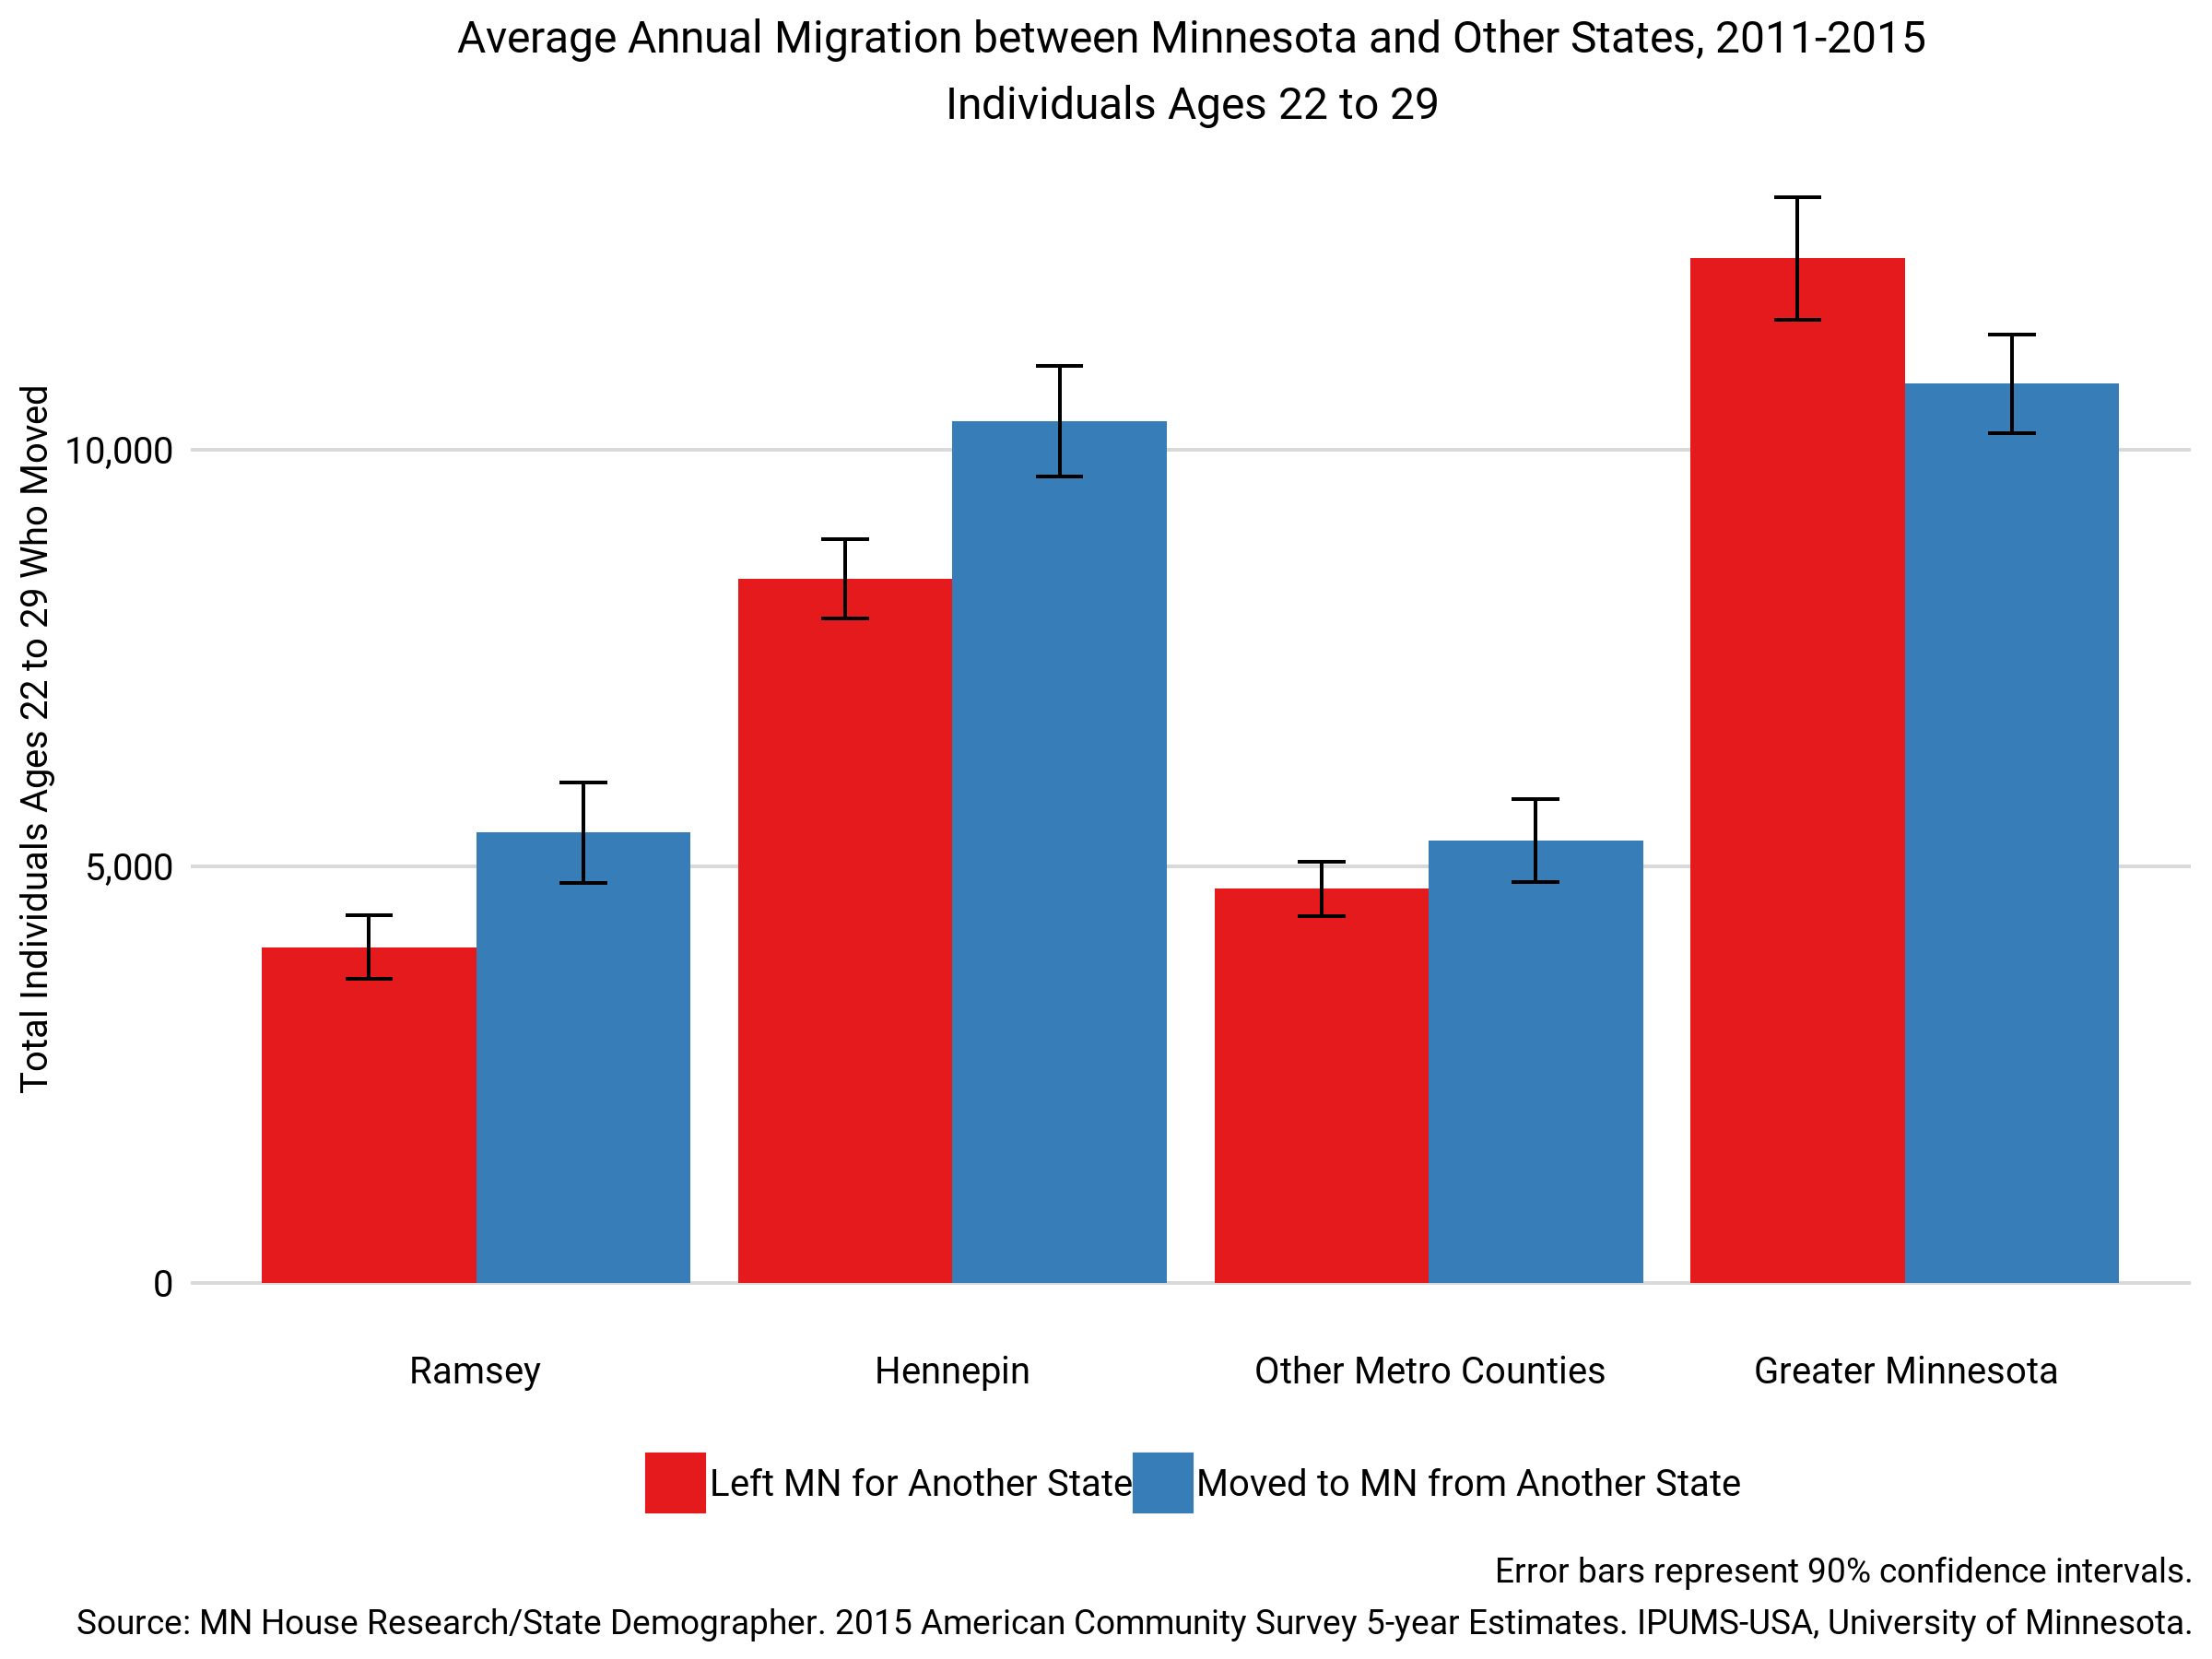 Average Annual Migration between Minnesota and Other States, 2011-2015
Individuals Ages 22 to 29
Total Individuals Ages 22 to 29 Who Moved
10,000
5,000
0
Ramsey
Hennepin
Other Metro Counties
Greater Minnesota
Left MN for Another State
Moved to MN from Another State
Error bars represent 90% confidence intervals.
Source: MN House Research/State Demographer. 2015 American Community Survey 5-year Estimates. IPUMS-USA, University of Minnesota.